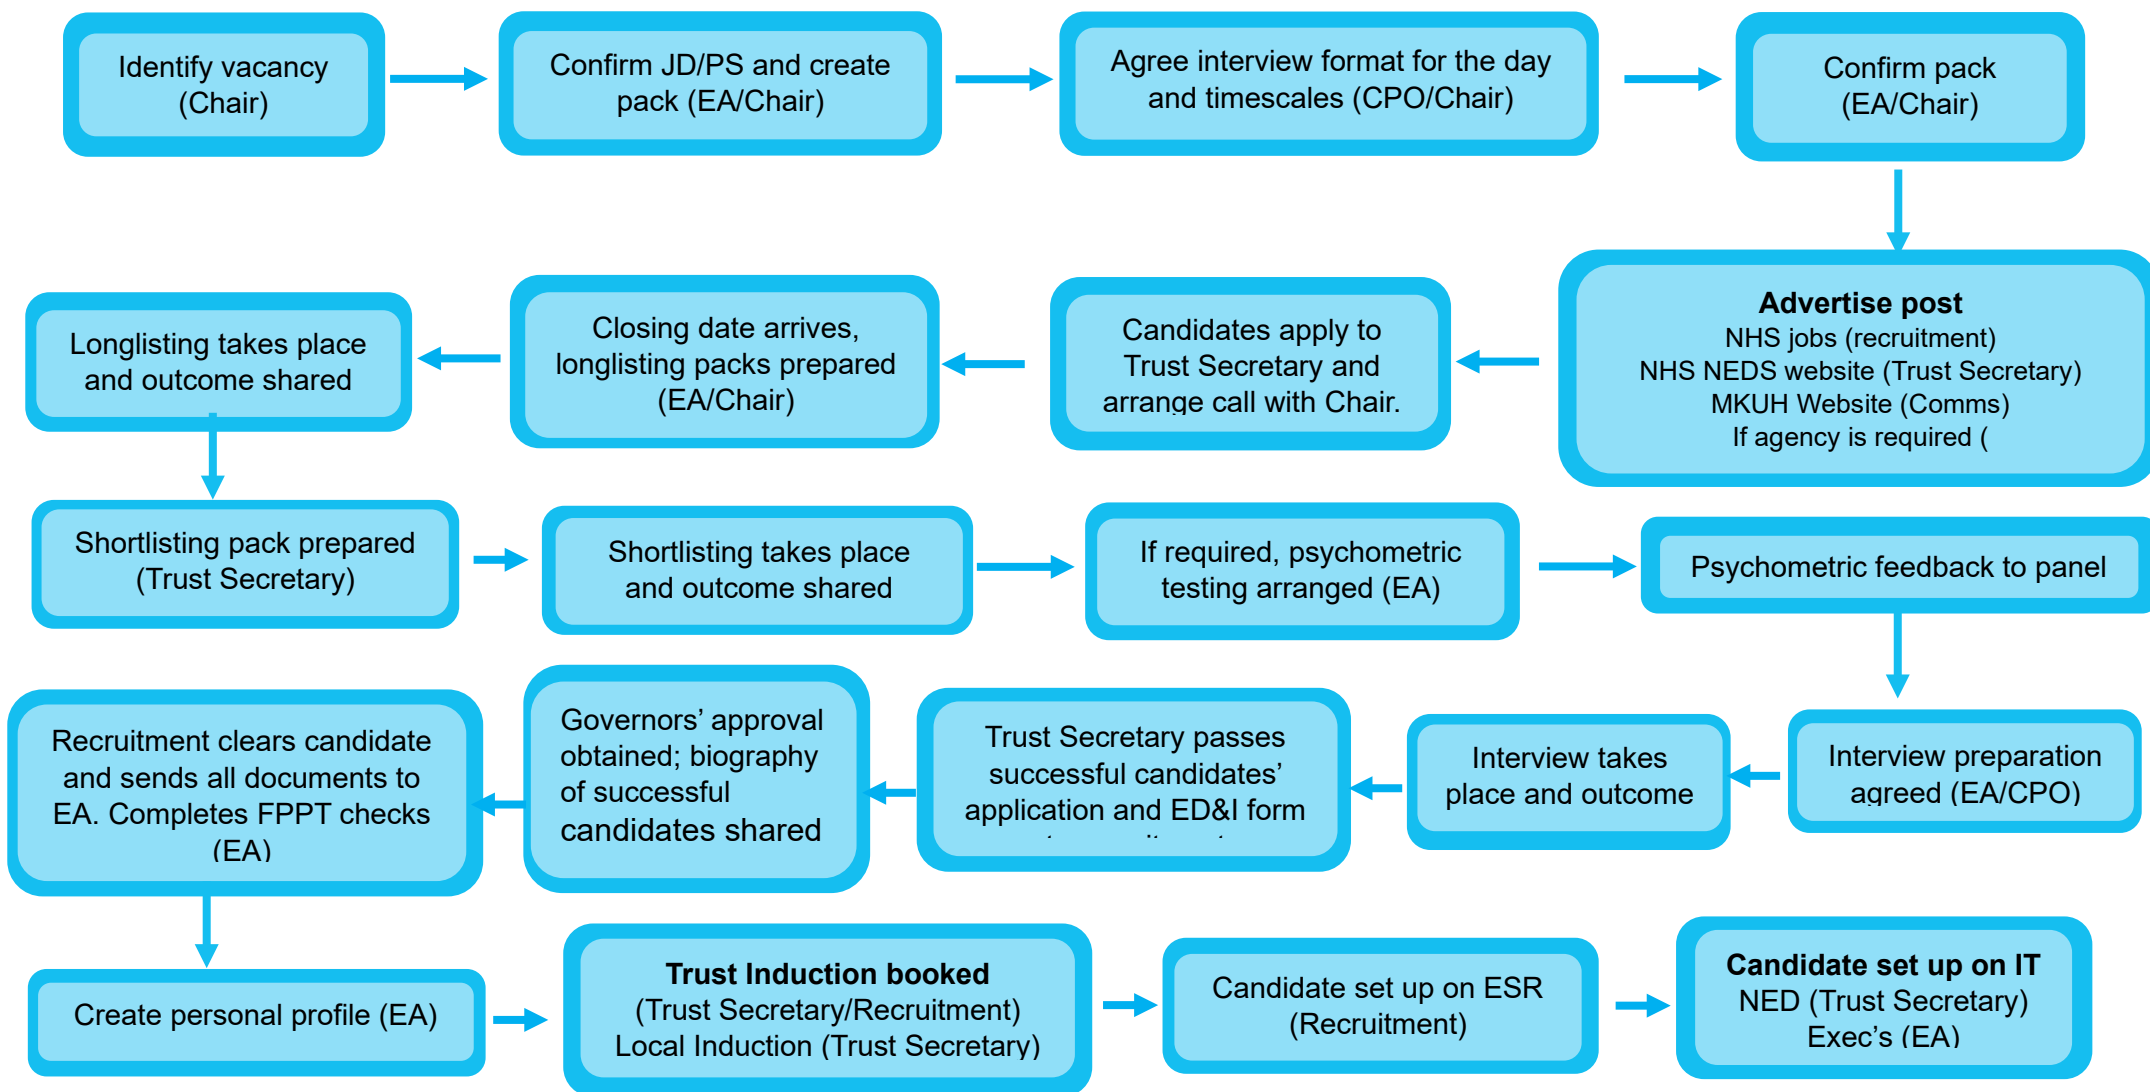 Identify vacancy
(Chair)
Confirm JD/PS and create
pack (EA/Chair)
Agree interview format for the day
and timescales (CPO/Chair)
Confirm pack
(EA/Chair)
Advertise post
NHS jobs (recruitment)
NHS NEDS website (Trust Secretary)
MKUH Website (Comms)
If agency is required (
Candidates apply to
Trust Secretary and
arrange call with Chair.
Closing date arrives,
longlisting packs prepared
(EA/Chair)
Longlisting takes place
and outcome shared
Shortlisting pack prepared
(Trust Secretary)
Shortlisting takes place
and outcome shared
If required, psychometric
testing arranged (EA)
Psychometric feedback to panel
Interview preparation
agreed (EA/CPO)
Interview takes
place and outcome
Trust Secretary passes
successful candidates’
application and ED&I form
Governors’ approval
obtained; biography
of successful
candidates shared
Recruitment clears candidate
and sends all documents to
EA. Completes FPPT checks
(EA)
Create personal profile (EA)
Trust Induction booked
(Trust Secretary/Recruitment)
Local Induction (Trust Secretary)
Candidate set up on ESR
(Recruitment)
Candidate set up on IT
NED (Trust Secretary)
Exec’s (EA)